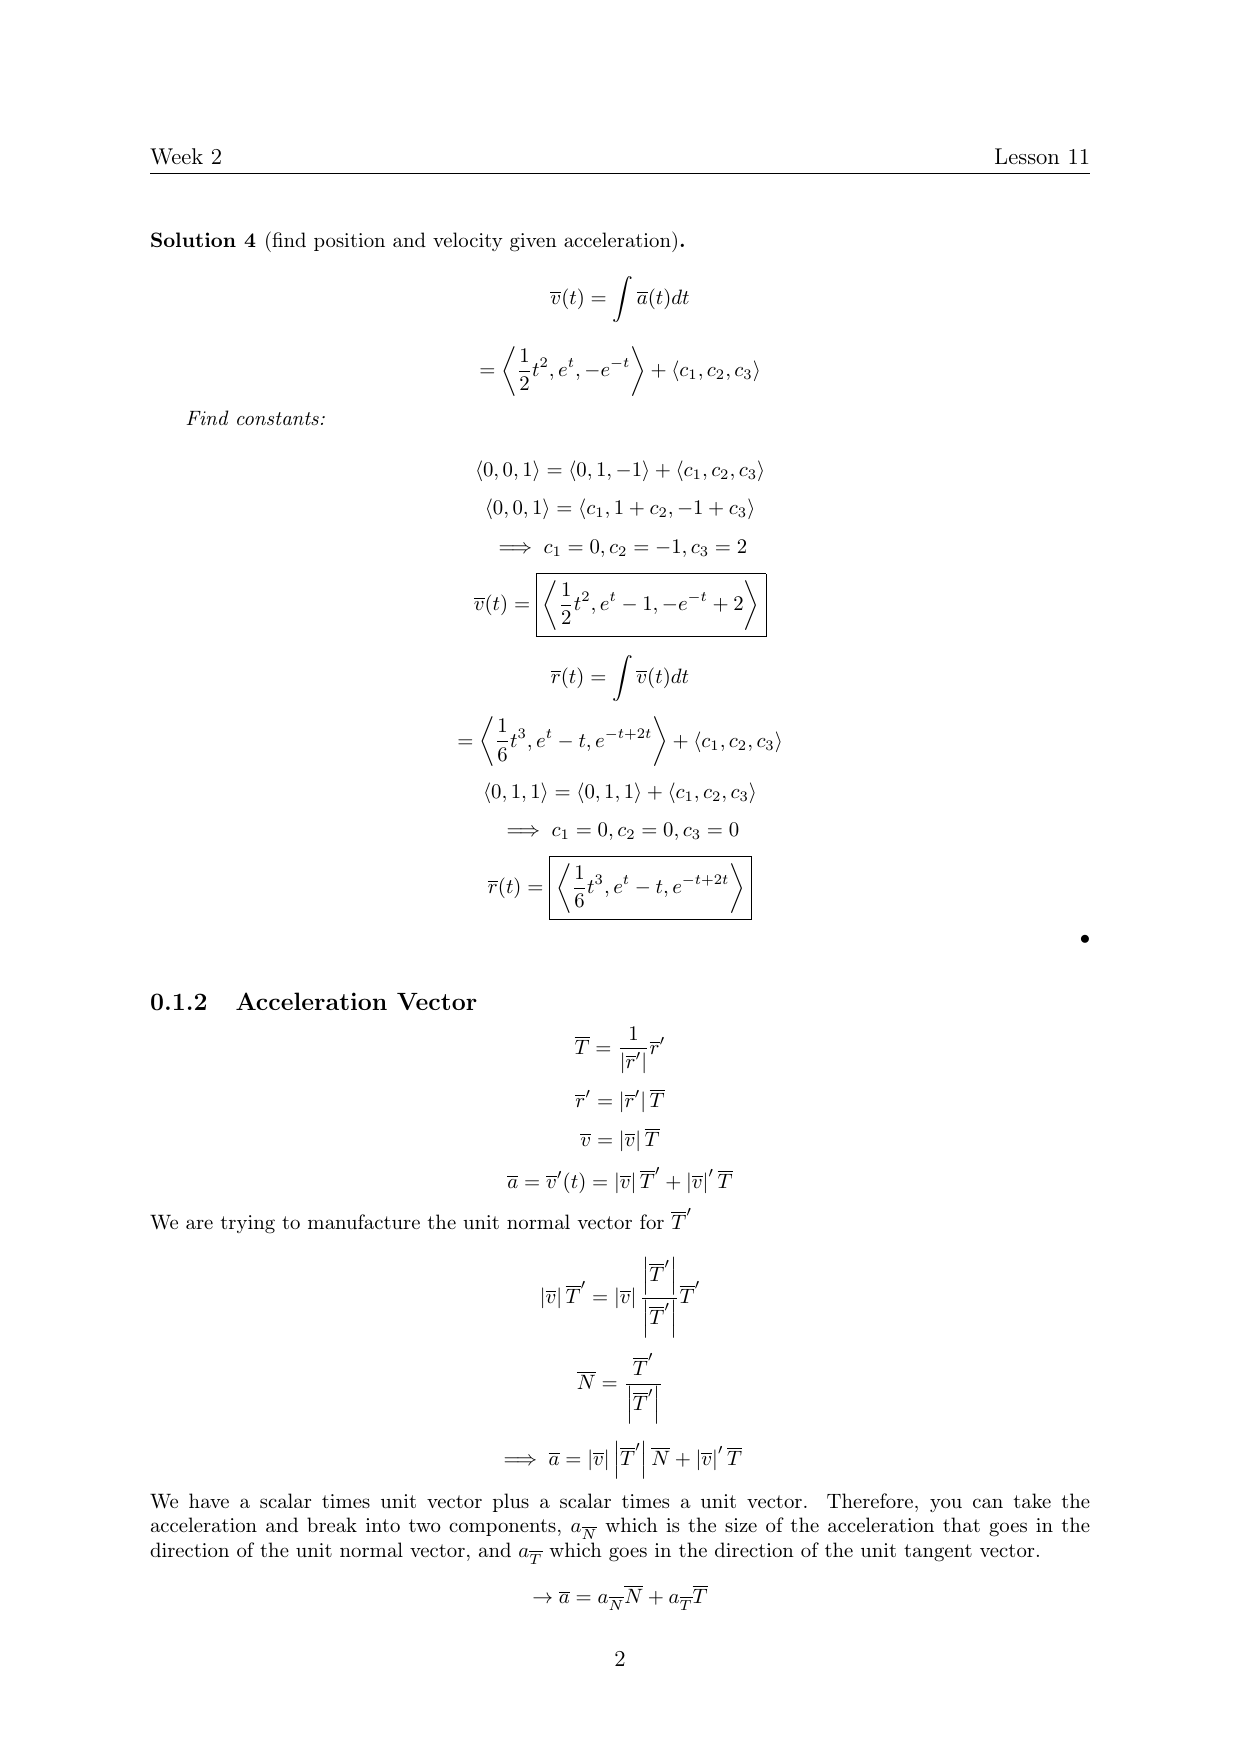 Week 2 Lesson 11
Solution 4 (find position and velocity given acceleration).
$\overline{v}(t) = \int \overline{a}(t)dt$
$= \left\langle \frac{1}{2}t^2, e^t, -e^{-t} \right\rangle + \langle c_1, c_2, c_3 \rangle$
Find constants:
$\langle 0, 0, 1 \rangle = \langle 0, 1, -1 \rangle + \langle c_1, c_2, c_3 \rangle$
$\langle 0, 0, 1 \rangle = \langle c_1, 1 + c_2, -1 + c_3 \rangle$
$\implies c_1 = 0, c_2 = -1, c_3 = 2$
$\overline{v}(t) = \boxed{\left\langle \frac{1}{2}t^2, e^t - 1, -e^{-t} + 2 \right\rangle}$
$\overline{r}(t) = \int \overline{v}(t)dt$
$= \left\langle \frac{1}{6}t^3, e^t - t, e^{-t+2t} \right\rangle + \langle c_1, c_2, c_3 \rangle$
$\langle 0, 1, 1 \rangle = \langle 0, 1, 1 \rangle + \langle c_1, c_2, c_3 \rangle$
$\implies c_1 = 0, c_2 = 0, c_3 = 0$
$\overline{r}(t) = \boxed{\left\langle \frac{1}{6}t^3, e^t - t, e^{-t+2t} \right\rangle}$
•
0.1.2 Acceleration Vector
$\overline{T} = \frac{1}{|\overline{r}'|}\overline{r}'$
$\overline{r}' = |\overline{r}'|\,\overline{T}$
$\overline{v} = |\overline{v}|\,\overline{T}$
$\overline{a} = \overline{v}'(t) = |\overline{v}|\,\overline{T}' + |\overline{v}|'\,\overline{T}$
We are trying to manufacture the unit normal vector for $\overline{T}'$
$|\overline{v}|\,\overline{T}' = |\overline{v}|\,\frac{\left|\overline{T}'\right|}{\left|\overline{T}'\right|}\overline{T}'$
$\overline{N} = \frac{\overline{T}'}{\left|\overline{T}'\right|}$
$\implies \overline{a} = |\overline{v}|\left|\overline{T}'\right|\overline{N} + |\overline{v}|'\,\overline{T}$
We have a scalar times unit vector plus a scalar times a unit vector. Therefore, you can take the
acceleration and break into two components, $a_{\overline{N}}$ which is the size of the acceleration that goes in the
direction of the unit normal vector, and $a_{\overline{T}}$ which goes in the direction of the unit tangent vector.
$\to \overline{a} = a_{\overline{N}}\overline{N} + a_{\overline{T}}\overline{T}$
2